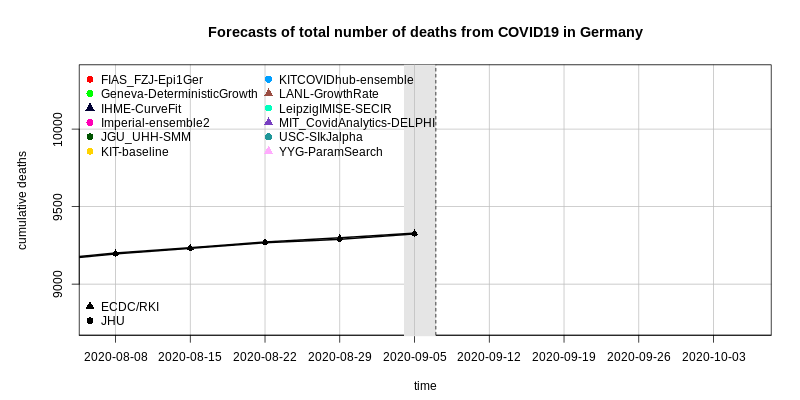 Forecasts of total number of deaths from COVID19 in Germany
FIAS_FZJ-Epi1Ger
Geneva-DeterministicGrowth
IHME-CurveFit
Imperial-ensemble2
JGU_UHH-SMM
KIT-baseline
KITCOVIDhub-ensemble
LANL-GrowthRate
LeipzigIMISE-SECIR
MIT_CovidAnalytics-DELPHI
USC-SIkJalpha
YYG-ParamSearch
cumulative deaths
10000
9500
9000
ECDC/RKI
JHU
2020-08-08 2020-08-15 2020-08-22 2020-08-29 2020-09-05 2020-09-12 2020-09-19 2020-09-26 2020-10-03
time